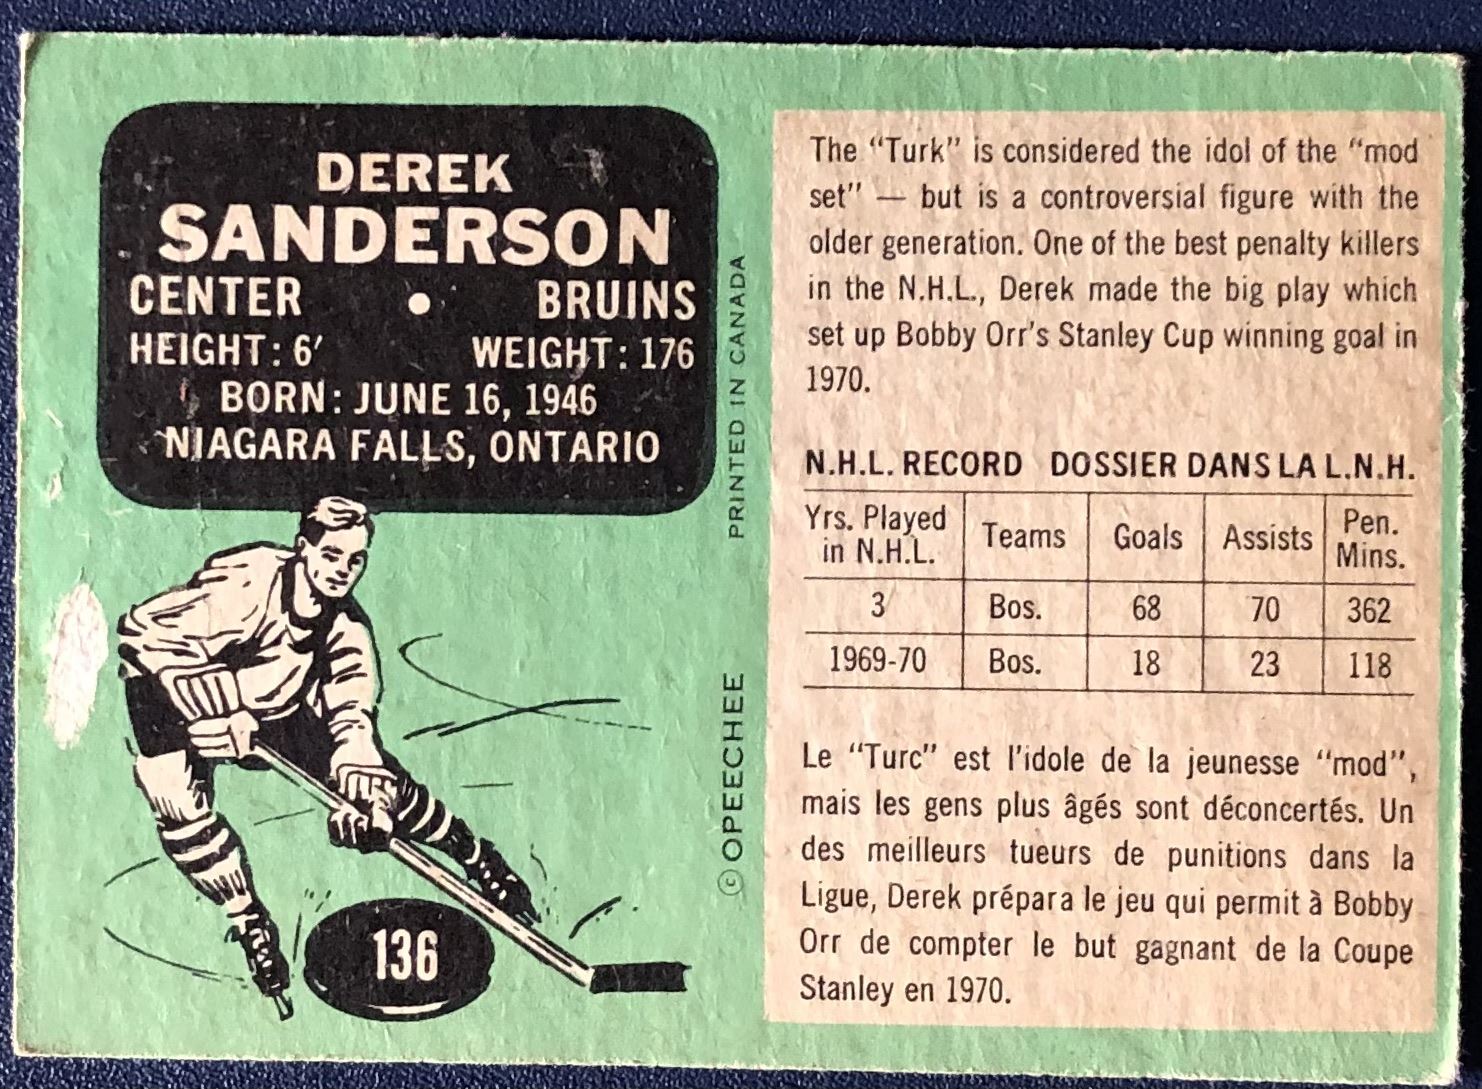 DEREK
SANDERSON
CENTER • BRUINS
HEIGHT: 6′ WEIGHT: 176
BORN: JUNE 16, 1946
NIAGARA FALLS, ONTARIO
136
© OPEECHEE PRINTED IN CANADA
The “Turk” is considered the idol of the “mod
set” — but is a controversial figure with the
older generation. One of the best penalty killers
in the N.H.L., Derek made the big play which
set up Bobby Orr's Stanley Cup winning goal in
1970.
N.H.L. RECORD DOSSIER DANS LA L.N.H.
Yrs. Played in N.H.L. Teams Goals Assists Pen. Mins.
3 Bos. 68 70 362
1969-70 Bos. 18 23 118
Le “Turc” est l'idole de la jeunesse “mod”,
mais les gens plus âgés sont déconcertés. Un
des meilleurs tueurs de punitions dans la
Ligue, Derek prépara le jeu qui permit à Bobby
Orr de compter le but gagnant de la Coupe
Stanley en 1970.